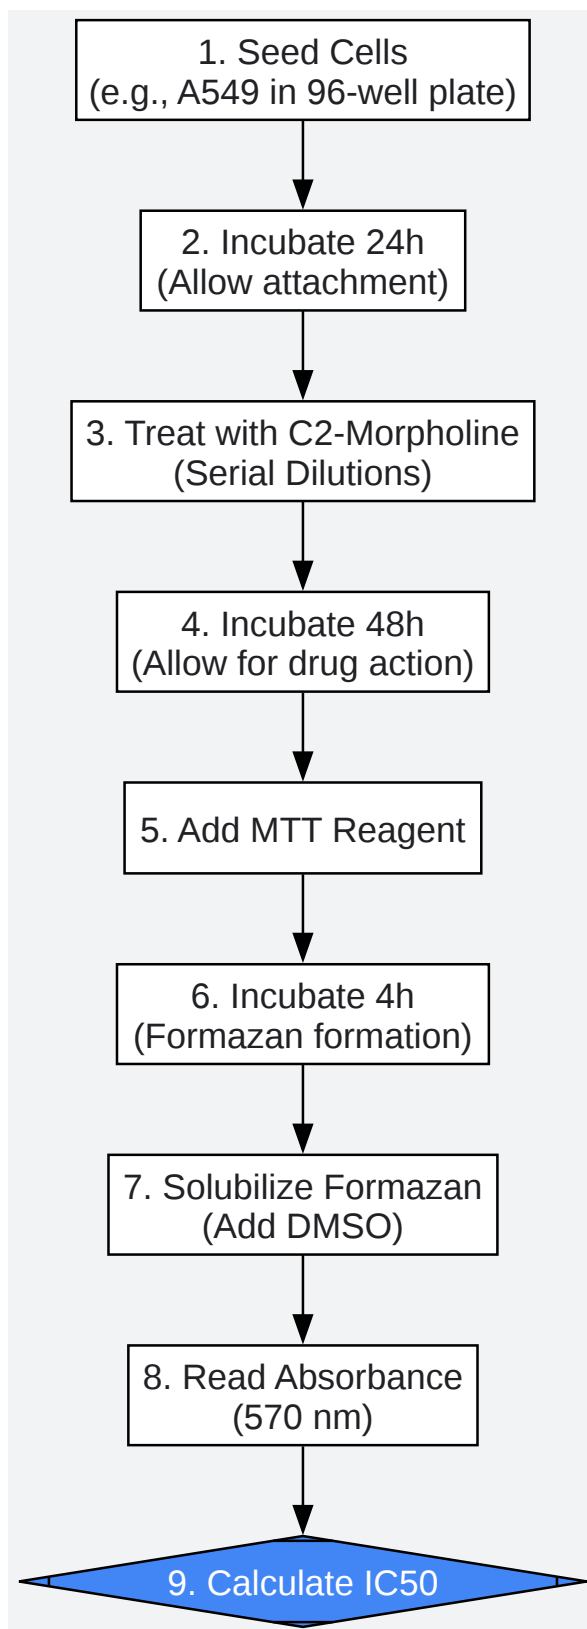 1. Seed Cells
(e.g., A549 in 96-well plate)
2. Incubate 24h
(Allow attachment)
3. Treat with C2-Morpholine
(Serial Dilutions)
4. Incubate 48h
(Allow for drug action)
5. Add MTT Reagent
6. Incubate 4h
(Formazan formation)
7. Solubilize Formazan
(Add DMSO)
8. Read Absorbance
(570 nm)
9. Calculate IC50